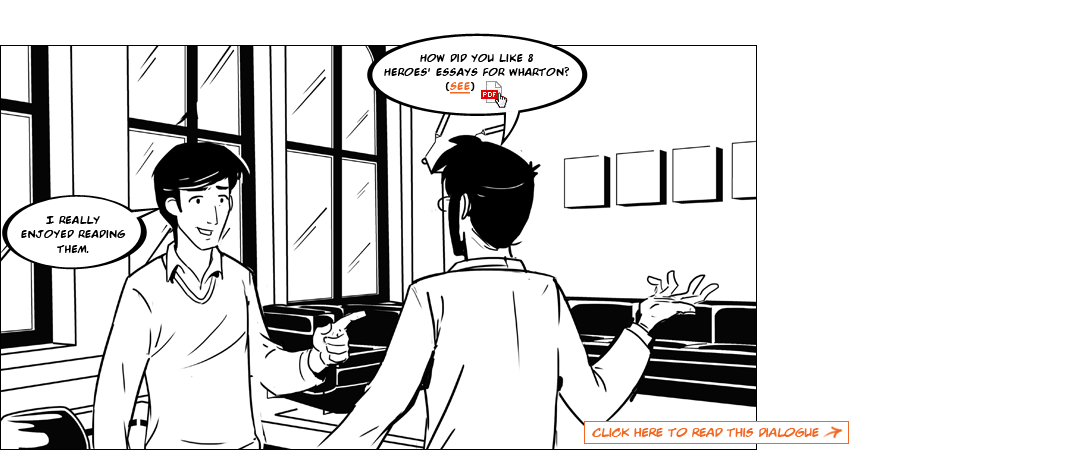 HOW DID YOU LIKE 8
HEROES' ESSAYS FOR WHARTON?
(SEE)
PDF
I REALLY
ENJOYED READING
THEM.
CLICK HERE TO READ THIS DIALOGUE